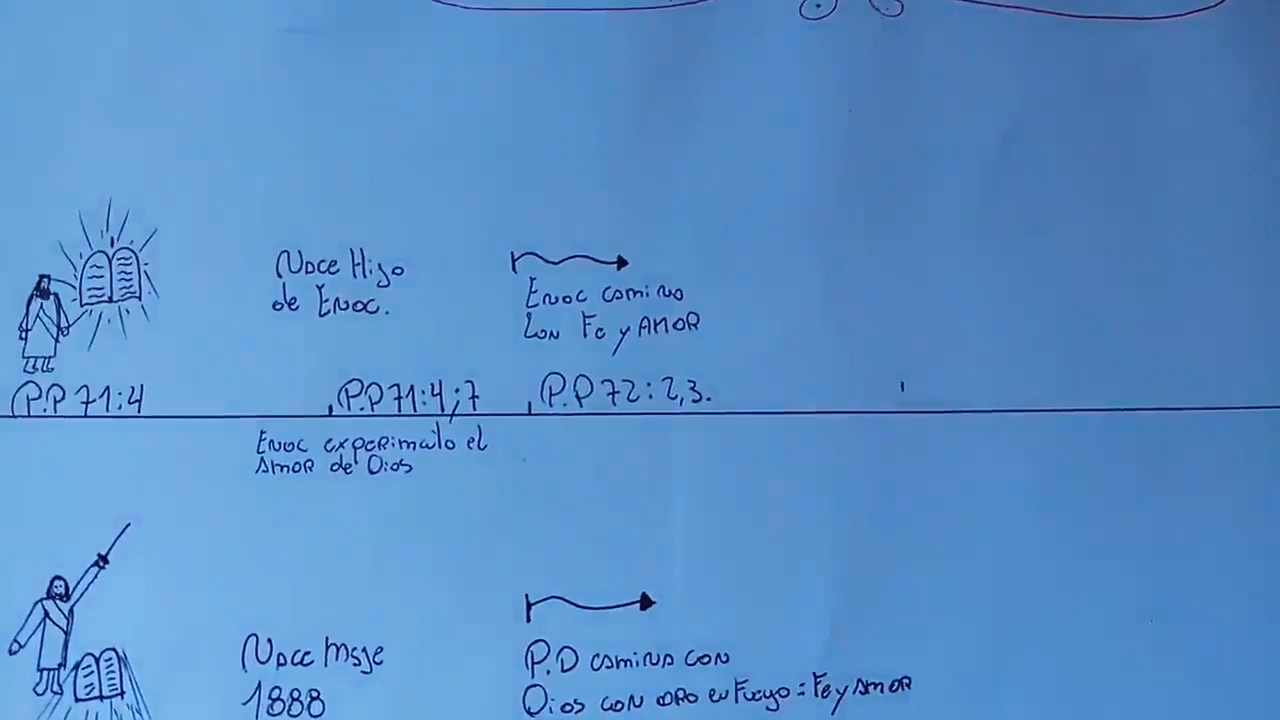 Nace Hijo
de Enoc.
Enoc camino
con Fe y AMOR
P.P 71:4
P.P 71:4;7
P.P 72:2,3.
Enoc experimato el
Amor de Dios
Nace Msje
1888
P.D camina con
Dios con oro en Fuego = Fe y Amor